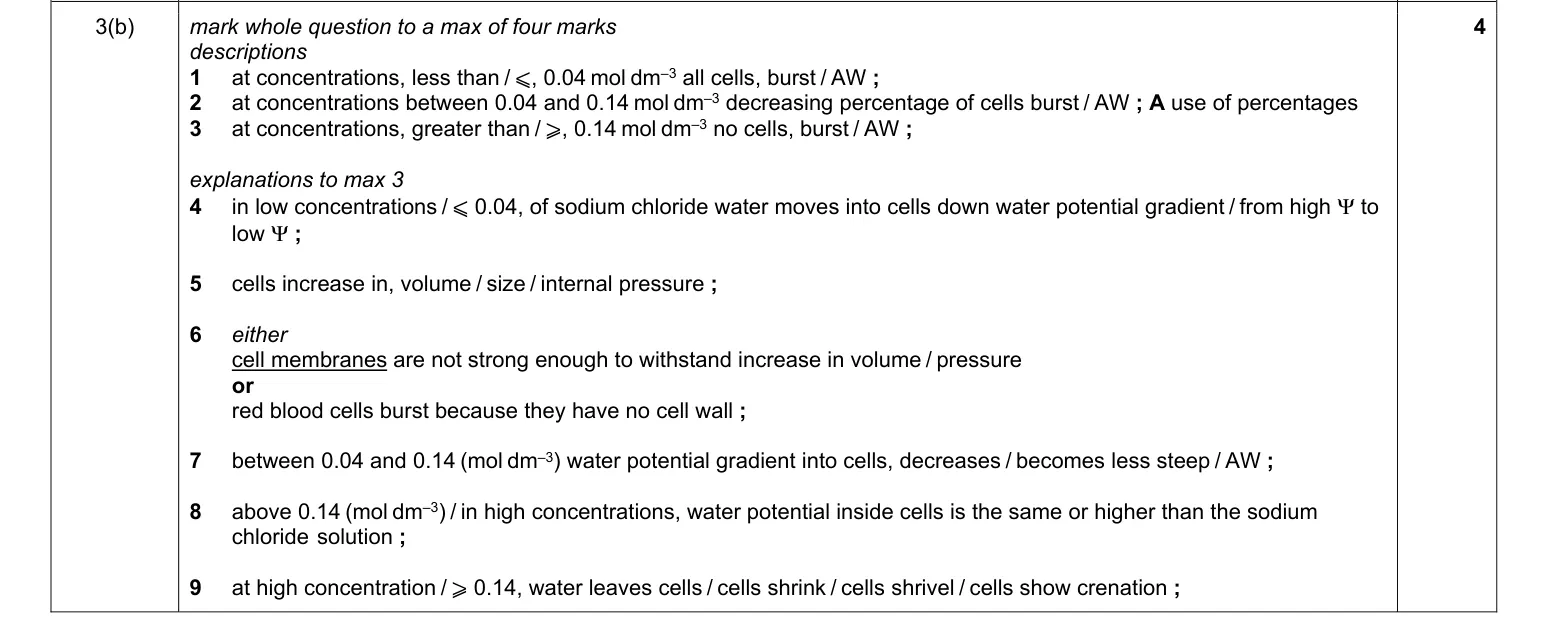 3(b) mark whole question to a max of four marks 4
descriptions
1 at concentrations, less than / ⩽, 0.04 mol dm–3 all cells, burst / AW ;
2 at concentrations between 0.04 and 0.14 mol dm–3 decreasing percentage of cells burst / AW ; A use of percentages
3 at concentrations, greater than / ⩾, 0.14 mol dm–3 no cells, burst / AW ;
explanations to max 3
4 in low concentrations / ⩽ 0.04, of sodium chloride water moves into cells down water potential gradient / from high Ψ to
low Ψ ;
5 cells increase in, volume / size / internal pressure ;
6 either
cell membranes are not strong enough to withstand increase in volume / pressure
or
red blood cells burst because they have no cell wall ;
7 between 0.04 and 0.14 (mol dm–3) water potential gradient into cells, decreases / becomes less steep / AW ;
8 above 0.14 (mol dm–3) / in high concentrations, water potential inside cells is the same or higher than the sodium
chloride solution ;
9 at high concentration / ⩾ 0.14, water leaves cells / cells shrink / cells shrivel / cells show crenation ;